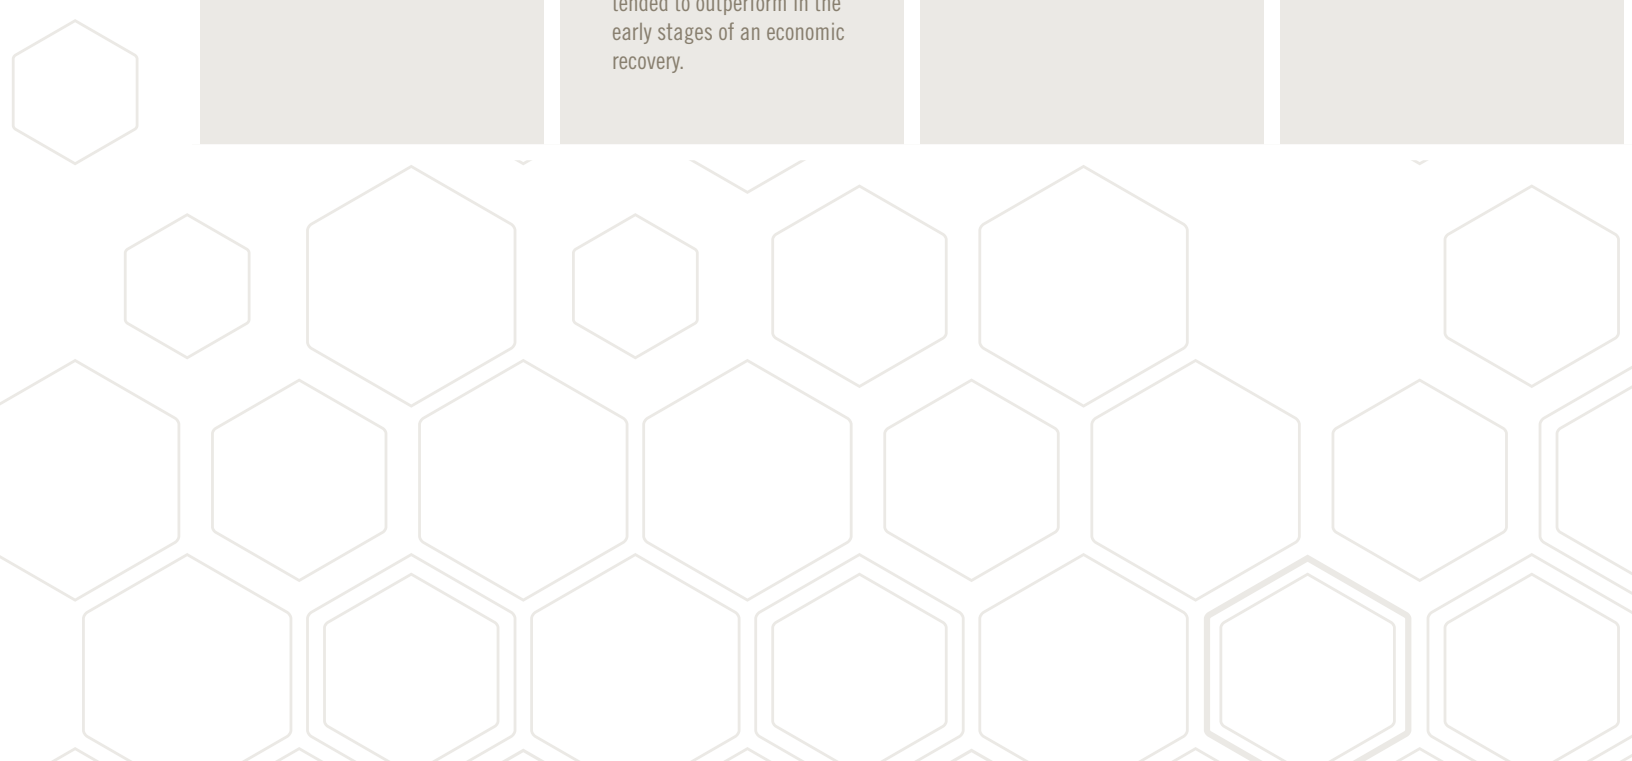 tended to outperform in the
early stages of an economic
recovery.